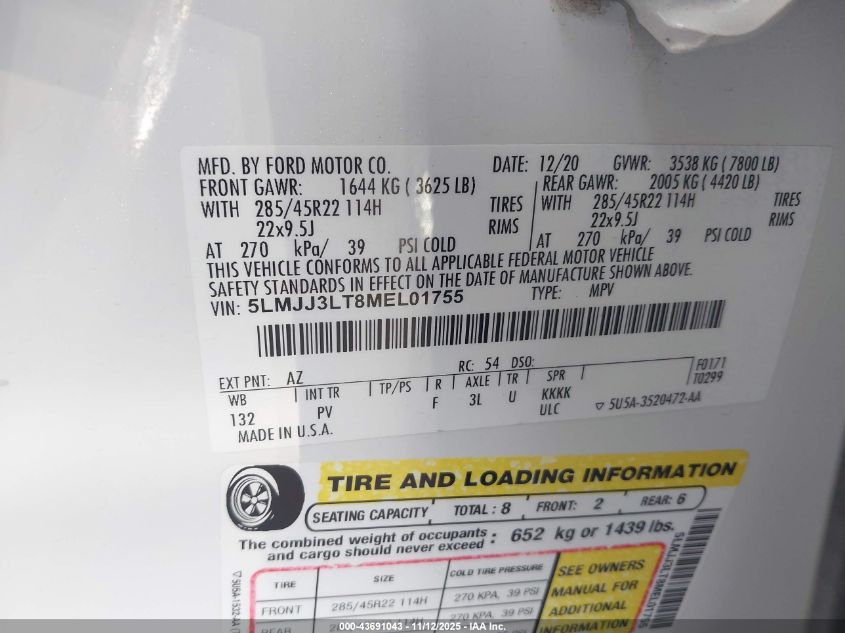 MFD. BY FORD MOTOR CO. DATE: 12/20 GVWR: 3538 KG ( 7800 LB)
FRONT GAWR: 1644 KG ( 3625 LB) REAR GAWR: 2005 KG ( 4420 LB)
WITH 285/45R22 114H TIRES WITH 285/45R22 114H TIRES
22x9.5J RIMS 22x9.5J RIMS
AT 270 kPa/ 39 PSI COLD AT 270 kPa/ 39 PSI COLD
THIS VEHICLE CONFORMS TO ALL APPLICABLE FEDERAL MOTOR VEHICLE
SAFETY STANDARDS IN EFFECT ON THE DATE OF MANUFACTURE SHOWN ABOVE.
VIN: 5LMJJ3LT8MEL01755 TYPE: MPV
EXT PNT: AZ RC: 54 DSO: F0171
WB INT TR TP/PS R AXLE TR SPR T0299
132 PV F 3L U KKKK
ULC ▽ 5U5A-3520472-AA
MADE IN U.S.A.
TIRE AND LOADING INFORMATION
SEATING CAPACITY TOTAL : 8 FRONT: 2 REAR: 6
The combined weight of occupants
and cargo should never exceed : 652 kg or 1439 lbs.
TIRE SIZE COLD TIRE PRESSURE
FRONT 285/45R22 114H 270 KPA, 39 PSI
REAR 270 KPA, 39 PSI
SEE OWNERS
MANUAL FOR
ADDITIONAL
INFORMATION
000-43691043 - 11/12/2025 - IAA Inc.